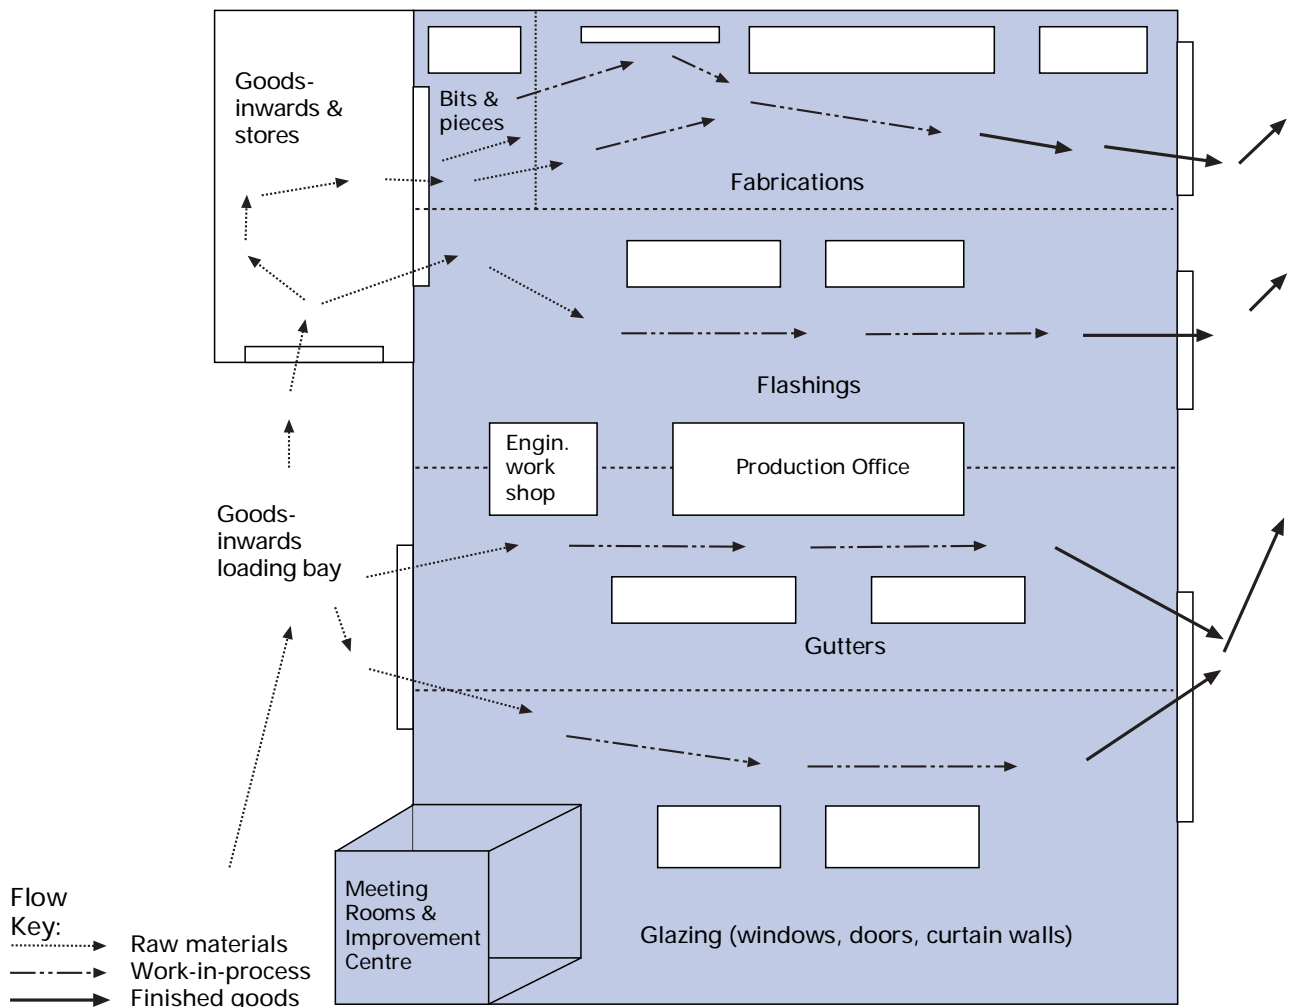 Goods-
inwards &
stores
Bits &
pieces
Fabrications
Flashings
Engin.
work
shop
Production Office
Goods-
inwards
loading bay
Gutters
Meeting
Rooms &
Improvement
Centre
Glazing (windows, doors, curtain walls)
Flow
Key:
Raw materials
Work-in-process
Finished goods